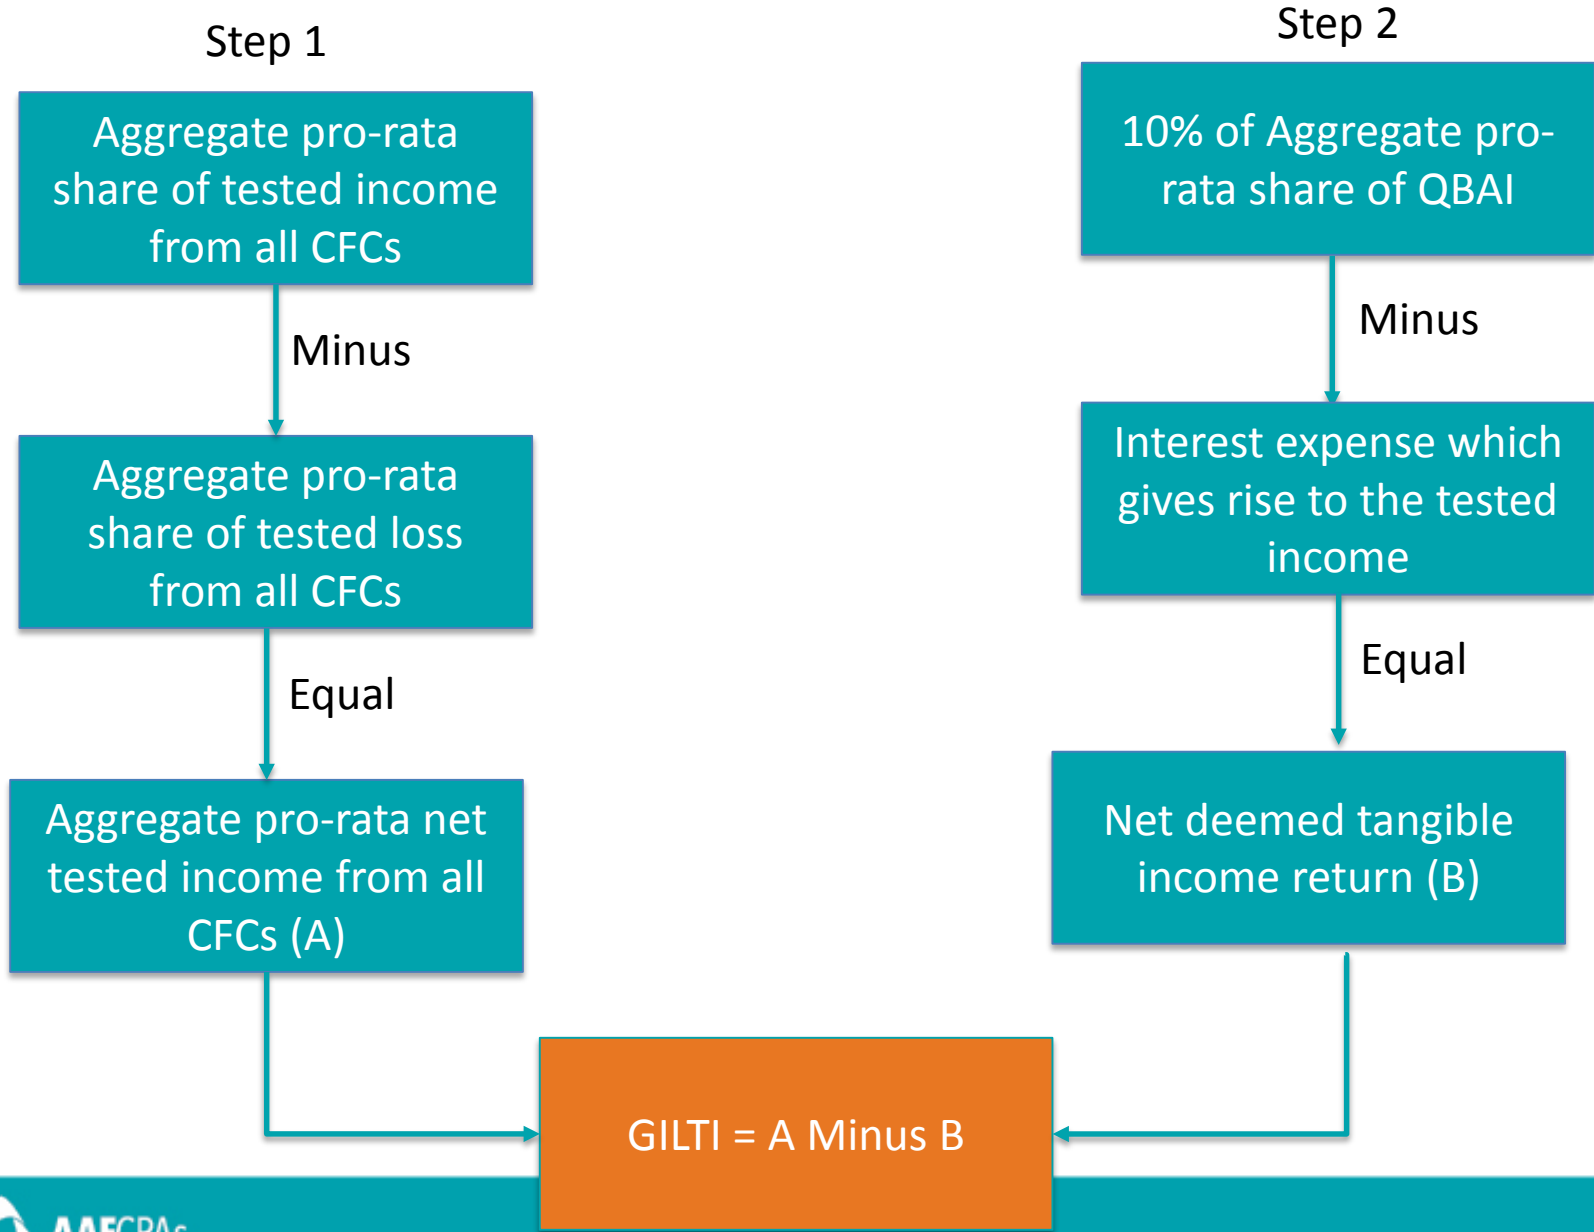 Step 1
Aggregate pro-rata
share of tested income
from all CFCs
Minus
Aggregate pro-rata
share of tested loss
from all CFCs
Equal
Aggregate pro-rata net
tested income from all
CFCs (A)
Step 2
10% of Aggregate pro-
rata share of QBAI
Minus
Interest expense which
gives rise to the tested
income
Equal
Net deemed tangible
income return (B)
GILTI = A Minus B
AAFCPAs